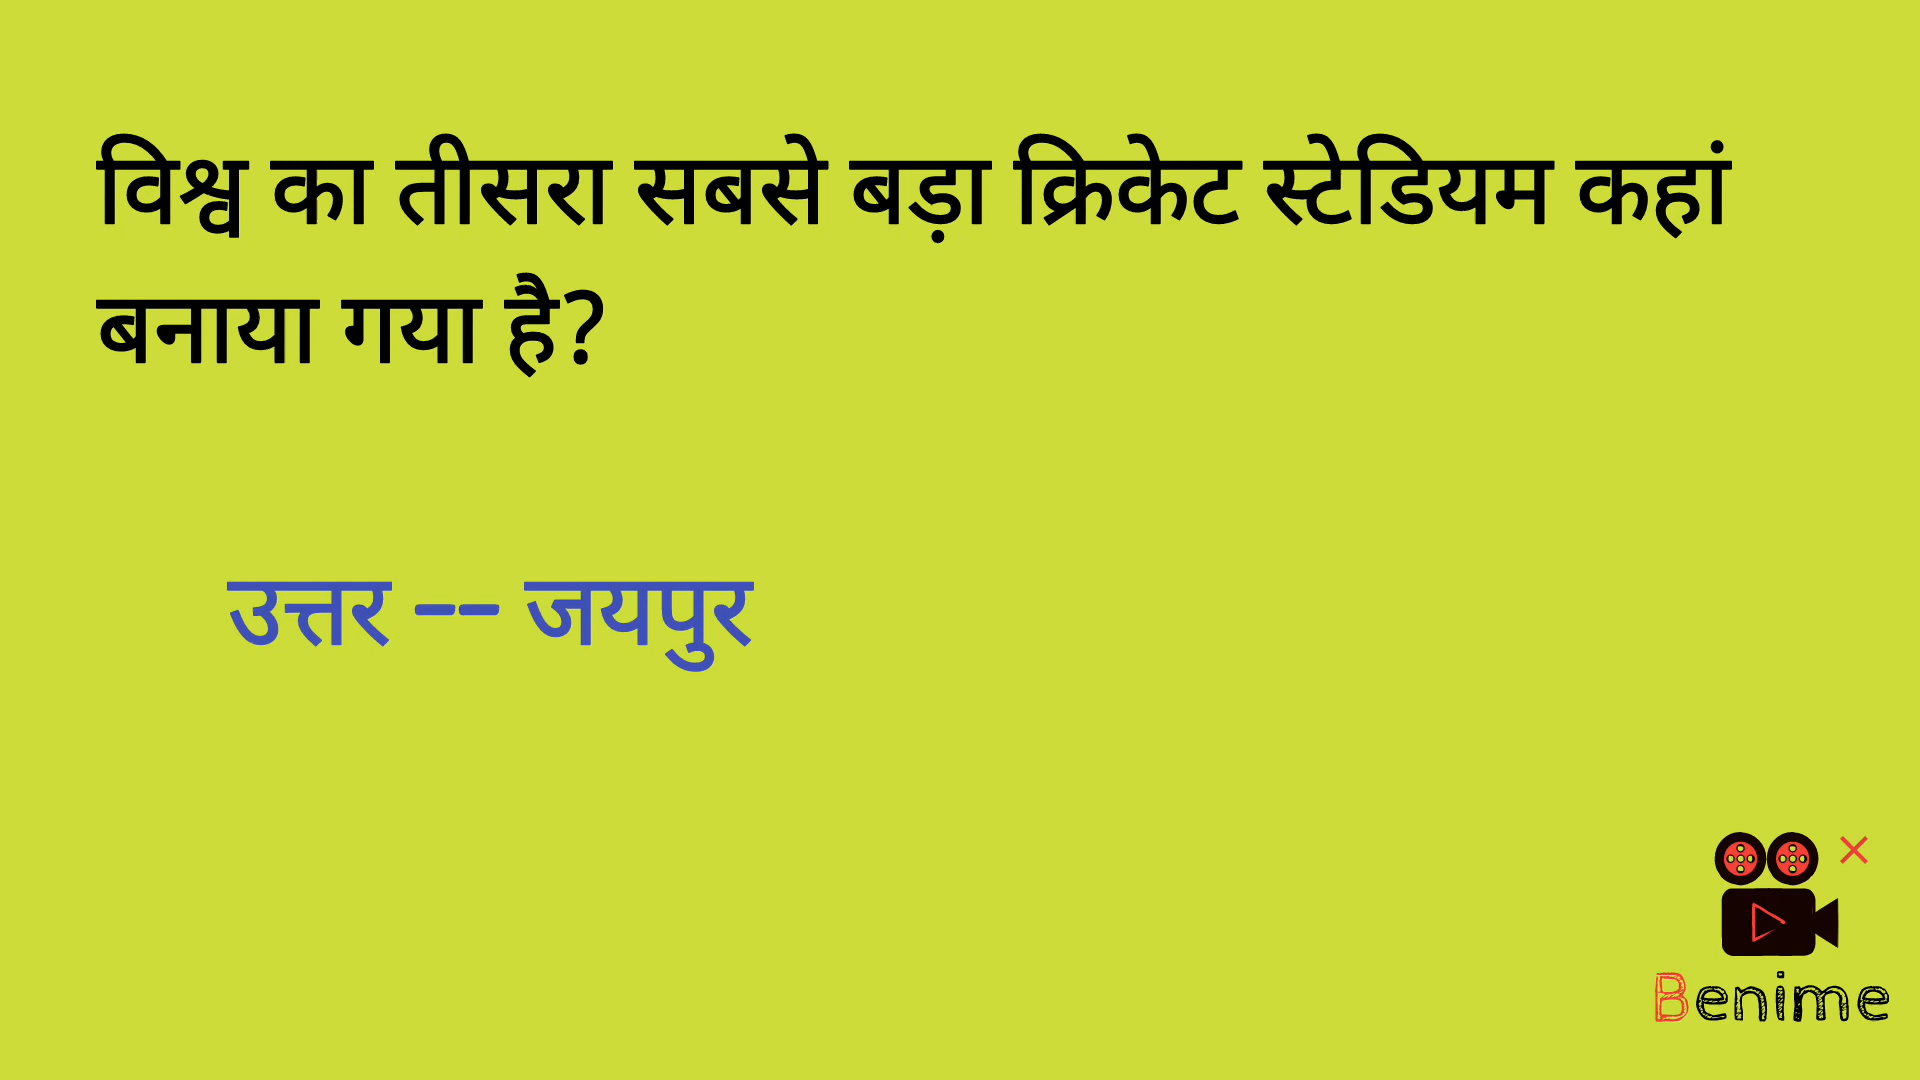 विश्व का तीसरा सबसे बड़ा क्रिकेट स्टेडियम कहां
बनाया गया है?
उत्तर -- जयपुर
Benime